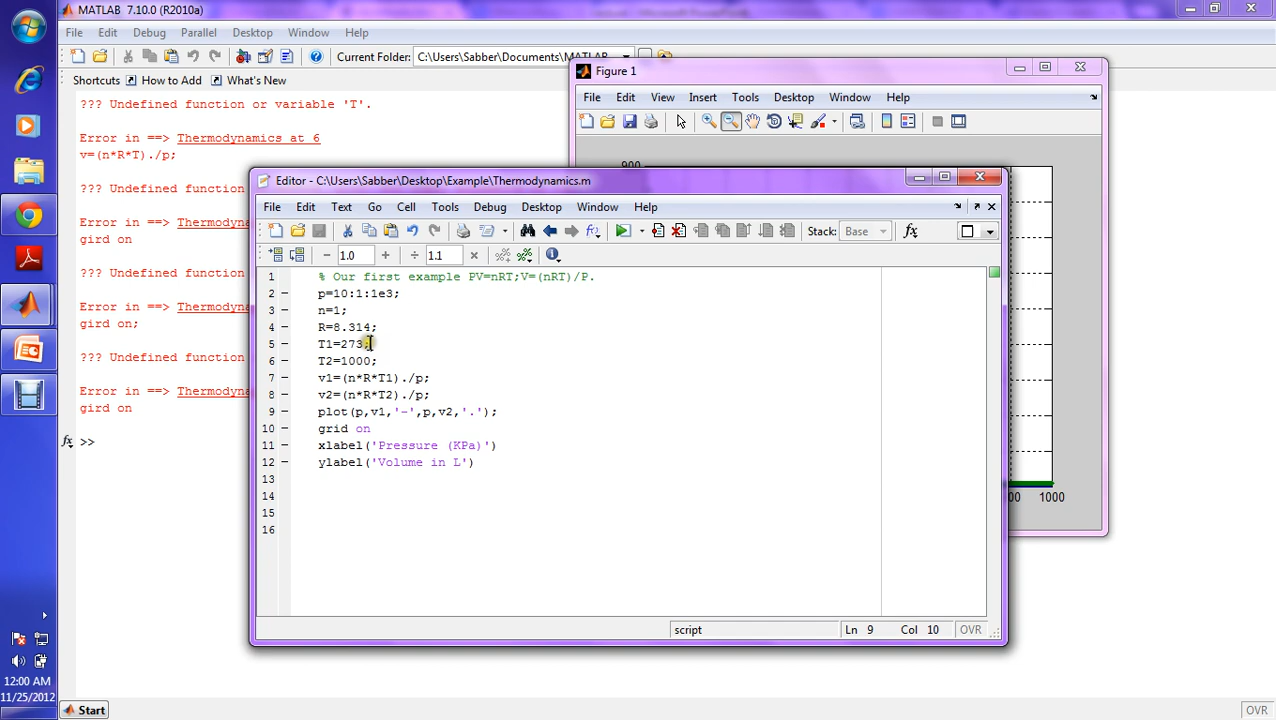 MATLAB 7.10.0 (R2010a)
File Edit Debug Parallel Desktop Window Help
Current Folder: C:\Users\Sabber\Documents\MATLAB
Shortcuts How to Add What's New
??? Undefined function or variable 'T'.
Error in ==> Thermodynamics at 6
v=(n*R*T)./p;
??? Undefined function
Error in ==> Thermodyna
gird on
??? Undefined function
Error in ==> Thermodyna
gird on;
??? Undefined function
Error in ==> Thermodyna
gird on
fx >>
Figure 1
File Edit View Insert Tools Desktop Window Help
900
00 1000
Editor - C:\Users\Sabber\Desktop\Example\Thermodynamics.m
File Edit Text Go Cell Tools Debug Desktop Window Help
Stack: Base fx
− 1.0 + ÷ 1.1 ×
1 % Our first example PV=nRT;V=(nRT)/P.
2 – p=10:1:1e3;
3 – n=1;
4 – R=8.314;
5 – T1=273;
6 – T2=1000;
7 – v1=(n*R*T1)./p;
8 – v2=(n*R*T2)./p;
9 – plot(p,v1,'-',p,v2,'.');
10 – grid on
11 – xlabel('Pressure (KPa)')
12 – ylabel('Volume in L')
13
14
15
16
script Ln 9 Col 10 OVR
12:00 AM
11/25/2012
Start
OVR